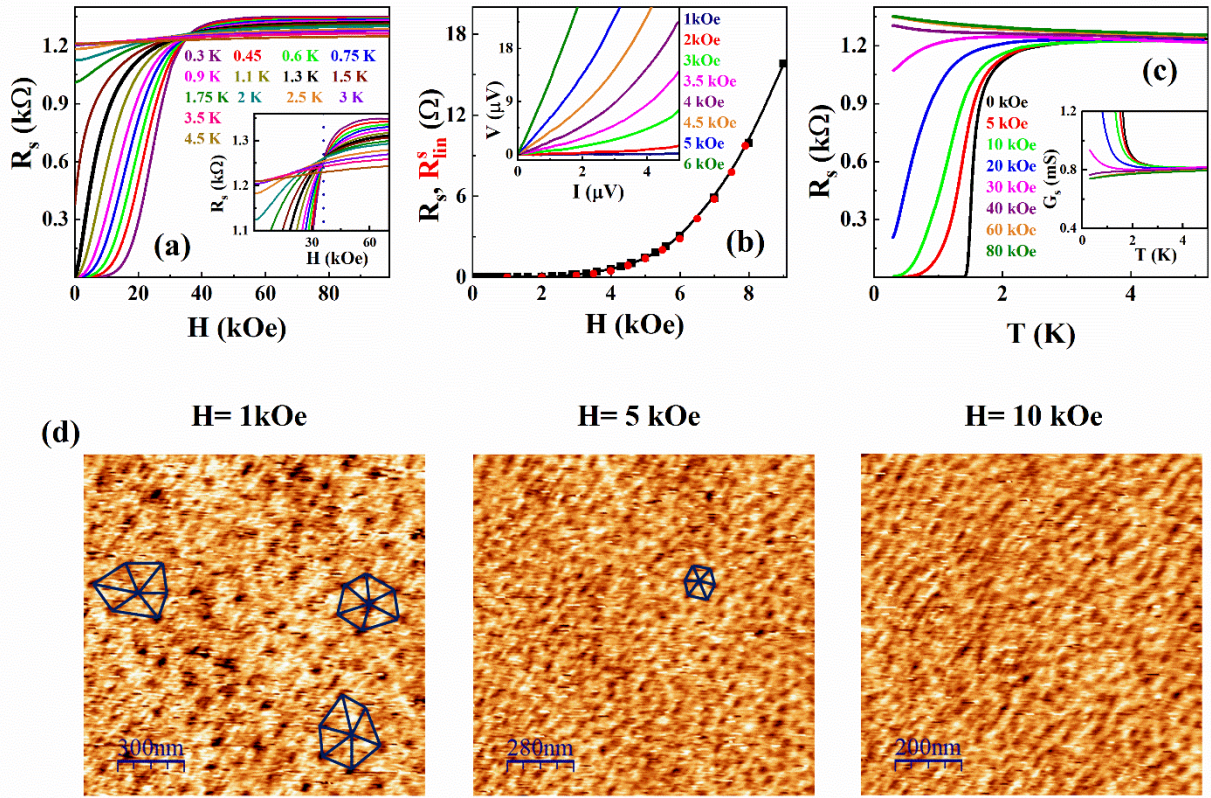 1.2
0.9
0.6
0.3
0
R_s (kΩ)
0 20 40 60 80 100
H (kOe)
0.3 K 0.45 0.6 K 0.75 K
0.9 K 1.1 K 1.3 K 1.5 K
1.75 K 2 K 2.5 K 3 K
3.5 K
4.5 K
(a)
1.3
1.2
1.1
R_s (kΩ)
30 60
H (kOe)
20
16
12
8
4
0
R_s, R^s_lin (Ω)
0 2 4 6 8
H (kOe)
18
9
0
V (μV)
0 2 4
I (μV)
1kOe
2kOe
3kOe
3.5 kOe
4 kOe
4.5 kOe
5 kOe
6 kOe
(b)
1.2
0.9
0.6
0.3
R_s (kΩ)
0 2 4
T (K)
(c)
0 kOe
5 kOe
10 kOe
20 kOe
30 kOe
40 kOe
60 kOe
80 kOe
1.2
0.8
0.4
G_s (mS)
2 4
T (K)
(d)
H= 1kOe H= 5 kOe H= 10 kOe
300nm 280nm 200nm